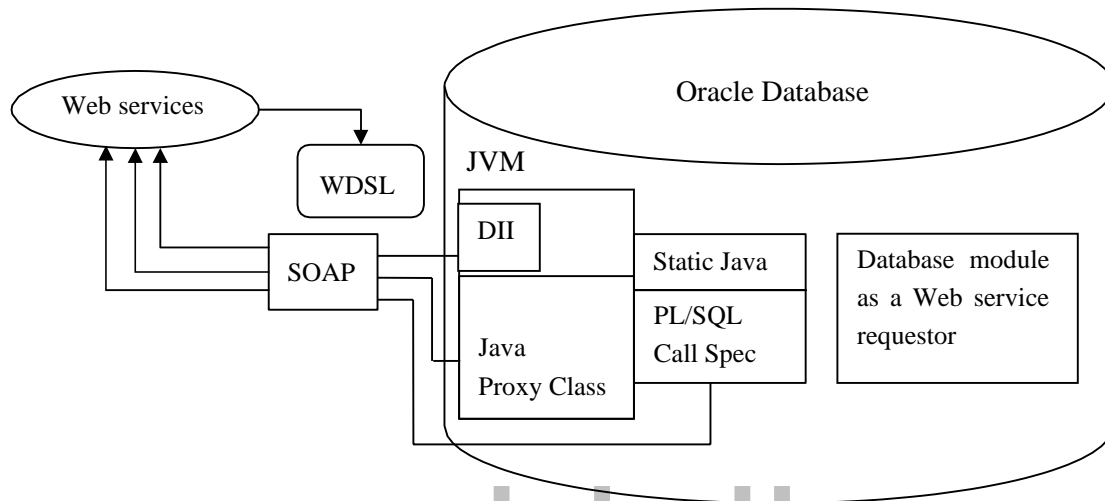 Oracle Database
Web services
JVM
WDSL
DII
SOAP
Static Java
Database module
as a Web service
requestor
PL/SQL
Call Spec
Java
Proxy Class